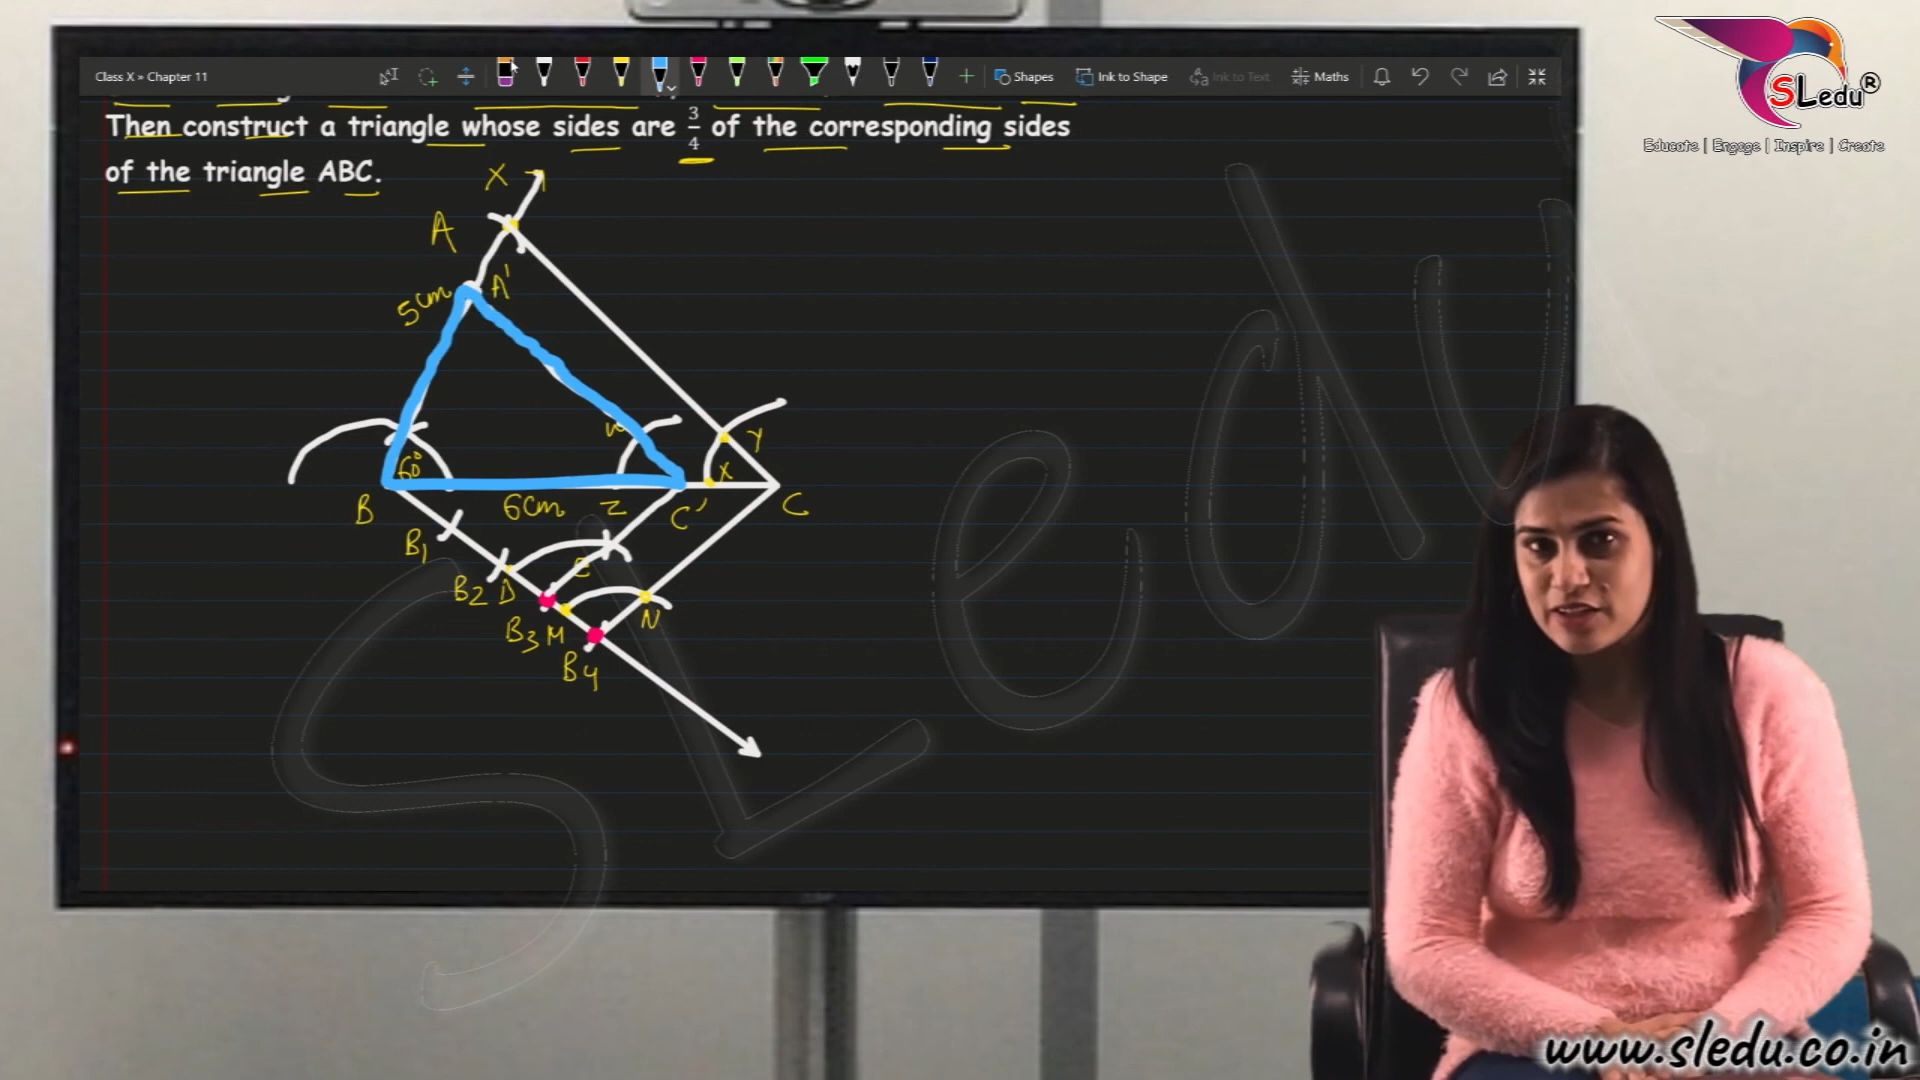 SLedu®
Educate | Engage | Inspire | Create
Class X » Chapter 11
Shapes
Ink to Shape
Ink to Text
Maths
Then construct a triangle whose sides are 3/4 of the corresponding sides
of the triangle ABC.
X
A
A'
5cm
Y
60°
X
B
6cm
Z
C'
C
B1
E
B2
D
B3
M
N
B4
SLedu
www.sledu.co.in